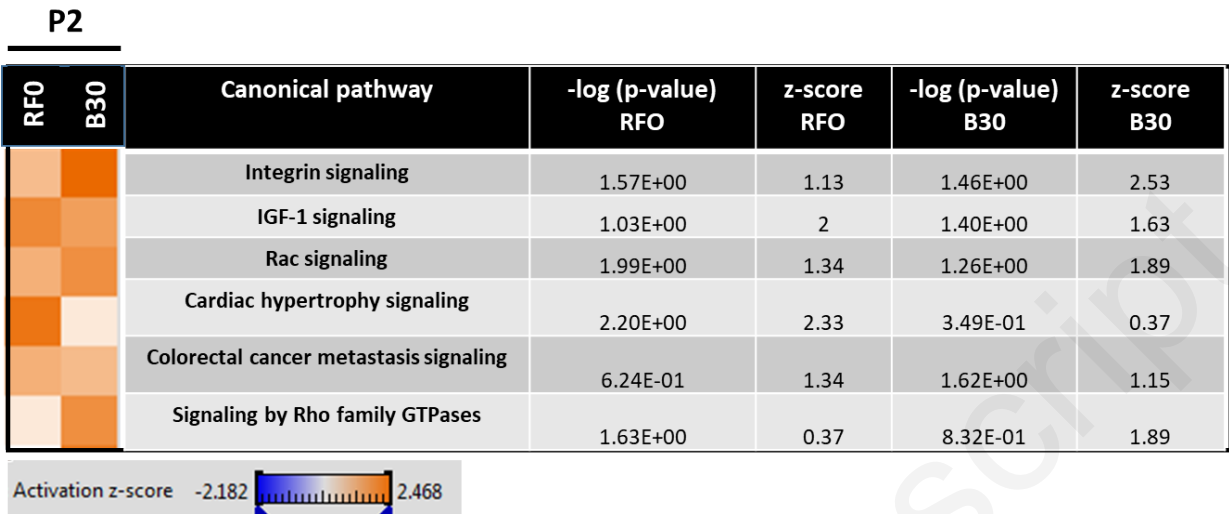 P2
RF0 B30 Canonical pathway -log (p-value) RFO z-score RFO -log (p-value) B30 z-score B30
Integrin signaling 1.57E+00 1.13 1.46E+00 2.53
IGF-1 signaling 1.03E+00 2 1.40E+00 1.63
Rac signaling 1.99E+00 1.34 1.26E+00 1.89
Cardiac hypertrophy signaling 2.20E+00 2.33 3.49E-01 0.37
Colorectal cancer metastasis signaling 6.24E-01 1.34 1.62E+00 1.15
Signaling by Rho family GTPases 1.63E+00 0.37 8.32E-01 1.89
Activation z-score -2.182 2.468
script